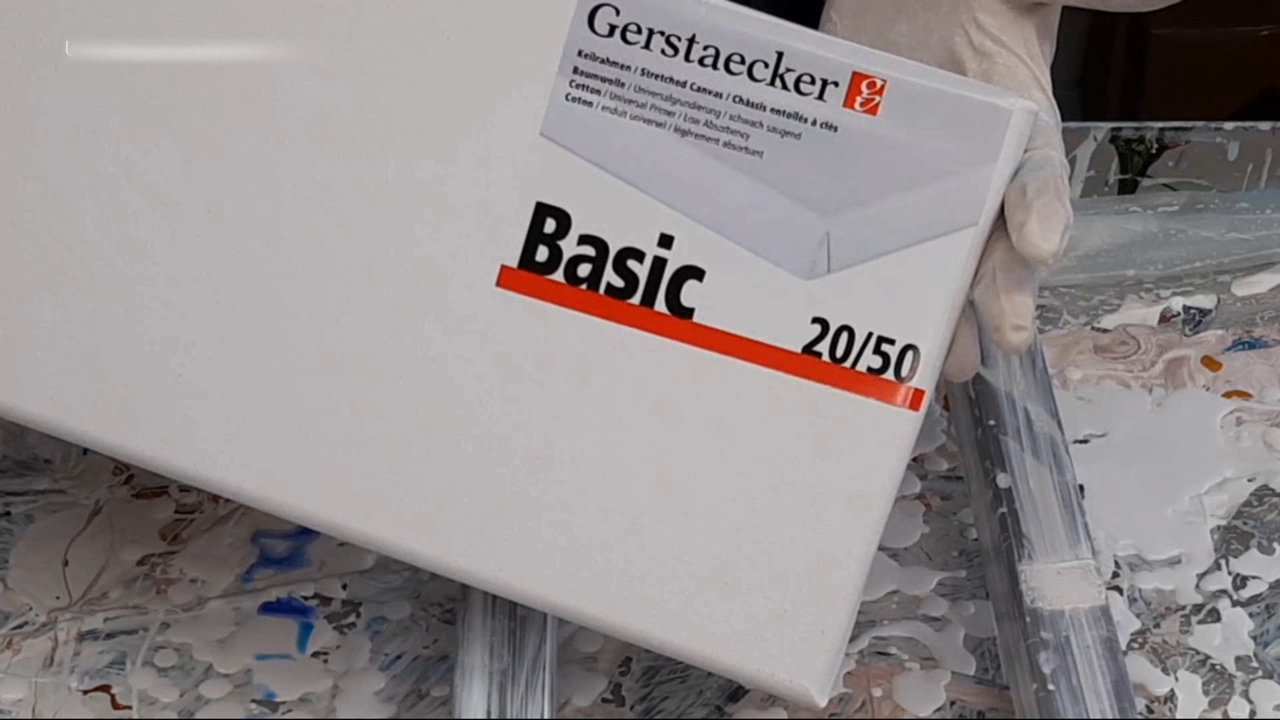 Gerstaecker
Keilrahmen / Stretched Canvas / Châssis entoilés à clés
Baumwolle / Universalgrundierung / schwach saugend
Cotton / Universal Primer / Low Absorbency
Coton / enduit universel / légèrement absorbant
Basic
20/50